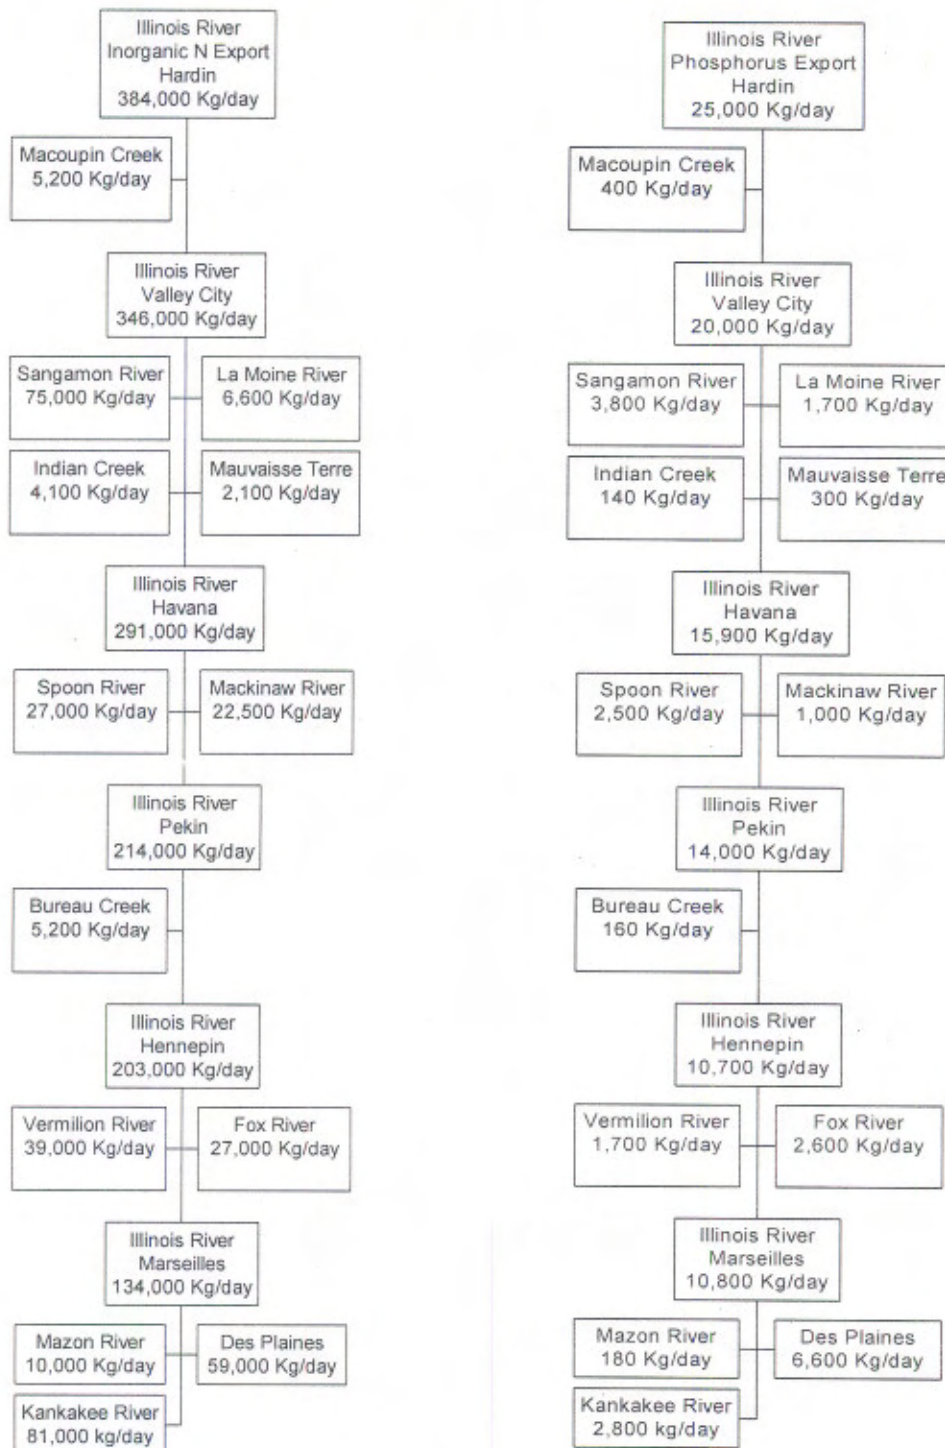 Illinois River
Inorganic N Export
Hardin
384,000 Kg/day
Macoupin Creek
5,200 Kg/day
Illinois River
Valley City
346,000 Kg/day
Sangamon River
75,000 Kg/day
La Moine River
6,600 Kg/day
Indian Creek
4,100 Kg/day
Mauvaisse Terre
2,100 Kg/day
Illinois River
Havana
291,000 Kg/day
Spoon River
27,000 Kg/day
Mackinaw River
22,500 Kg/day
Illinois River
Pekin
214,000 Kg/day
Bureau Creek
5,200 Kg/day
Illinois River
Hennepin
203,000 Kg/day
Vermilion River
39,000 Kg/day
Fox River
27,000 Kg/day
Illinois River
Marseilles
134,000 Kg/day
Mazon River
10,000 Kg/day
Des Plaines
59,000 Kg/day
Kankakee River
81,000 kg/day
Illinois River
Phosphorus Export
Hardin
25,000 Kg/day
Macoupin Creek
400 Kg/day
Illinois River
Valley City
20,000 Kg/day
Sangamon River
3,800 Kg/day
La Moine River
1,700 Kg/day
Indian Creek
140 Kg/day
Mauvaisse Terre
300 Kg/day
Illinois River
Havana
15,900 Kg/day
Spoon River
2,500 Kg/day
Mackinaw River
1,000 Kg/day
Illinois River
Pekin
14,000 Kg/day
Bureau Creek
160 Kg/day
Illinois River
Hennepin
10,700 Kg/day
Vermilion River
1,700 Kg/day
Fox River
2,600 Kg/day
Illinois River
Marseilles
10,800 Kg/day
Mazon River
180 Kg/day
Des Plaines
6,600 Kg/day
Kankakee River
2,800 kg/day